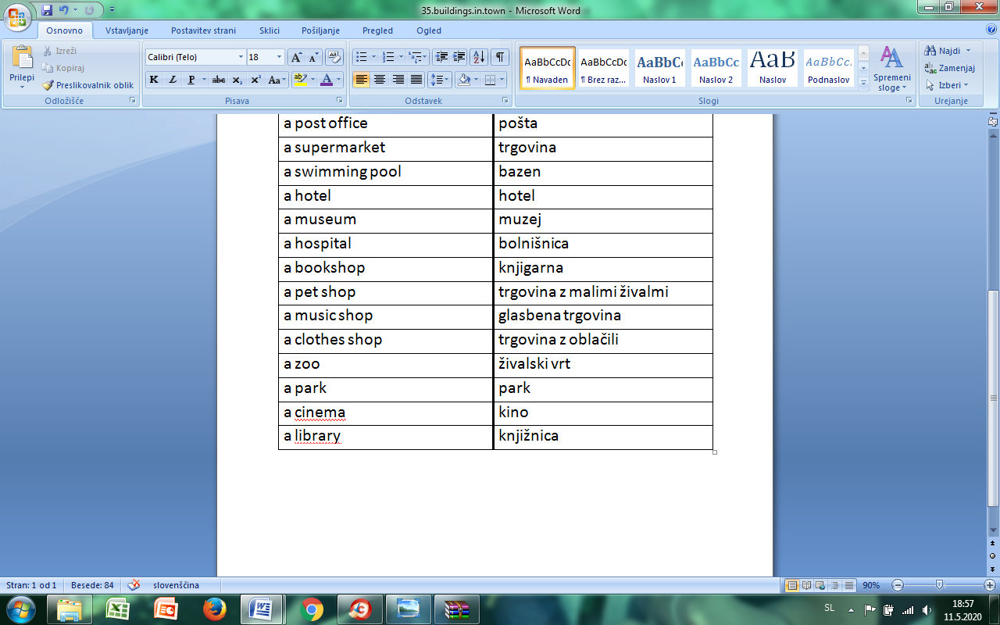 35.buildings.in.town - Microsoft Word
Osnovno Vstavljanje Postavitev strani Sklici Pošiljanje Pregled Ogled
Prilepi
Izreži
Kopiraj
Preslikovalnik oblik
Odložišče
Calibri (Telo) 18
Pisava
Odstavek
AaBbCcDc AaBbCcDc AaBbC AaBbCc AaB AaBbCc.
¶ Navaden ¶ Brez raz... Naslov 1 Naslov 2 Naslov Podnaslov
Spremeni
sloge
Slogi
Najdi
Zamenjaj
Izberi
Urejanje
a post office pošta
a supermarket trgovina
a swimming pool bazen
a hotel hotel
a museum muzej
a hospital bolnišnica
a bookshop knjigarna
a pet shop trgovina z malimi živalmi
a music shop glasbena trgovina
a clothes shop trgovina z oblačili
a zoo živalski vrt
a park park
a cinema kino
a library knjižnica
Stran: 1 od 1 Besede: 84 slovenščina 90%
SL 18:57
11.5.2020